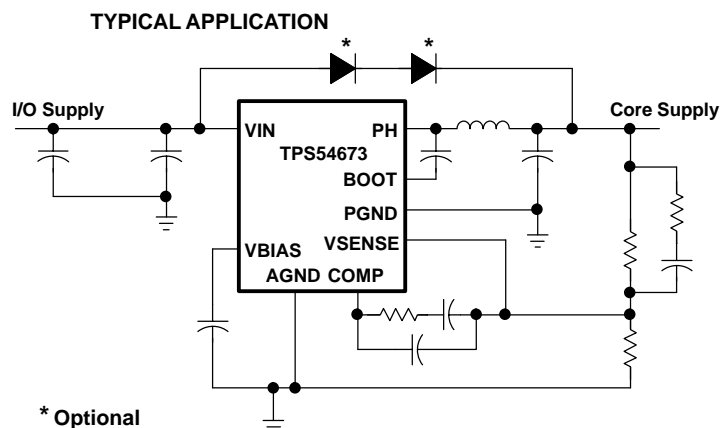 TYPICAL APPLICATION
* *
I/O Supply
Core Supply
VIN
PH
TPS54673
BOOT
PGND
VSENSE
VBIAS
AGND COMP
* Optional